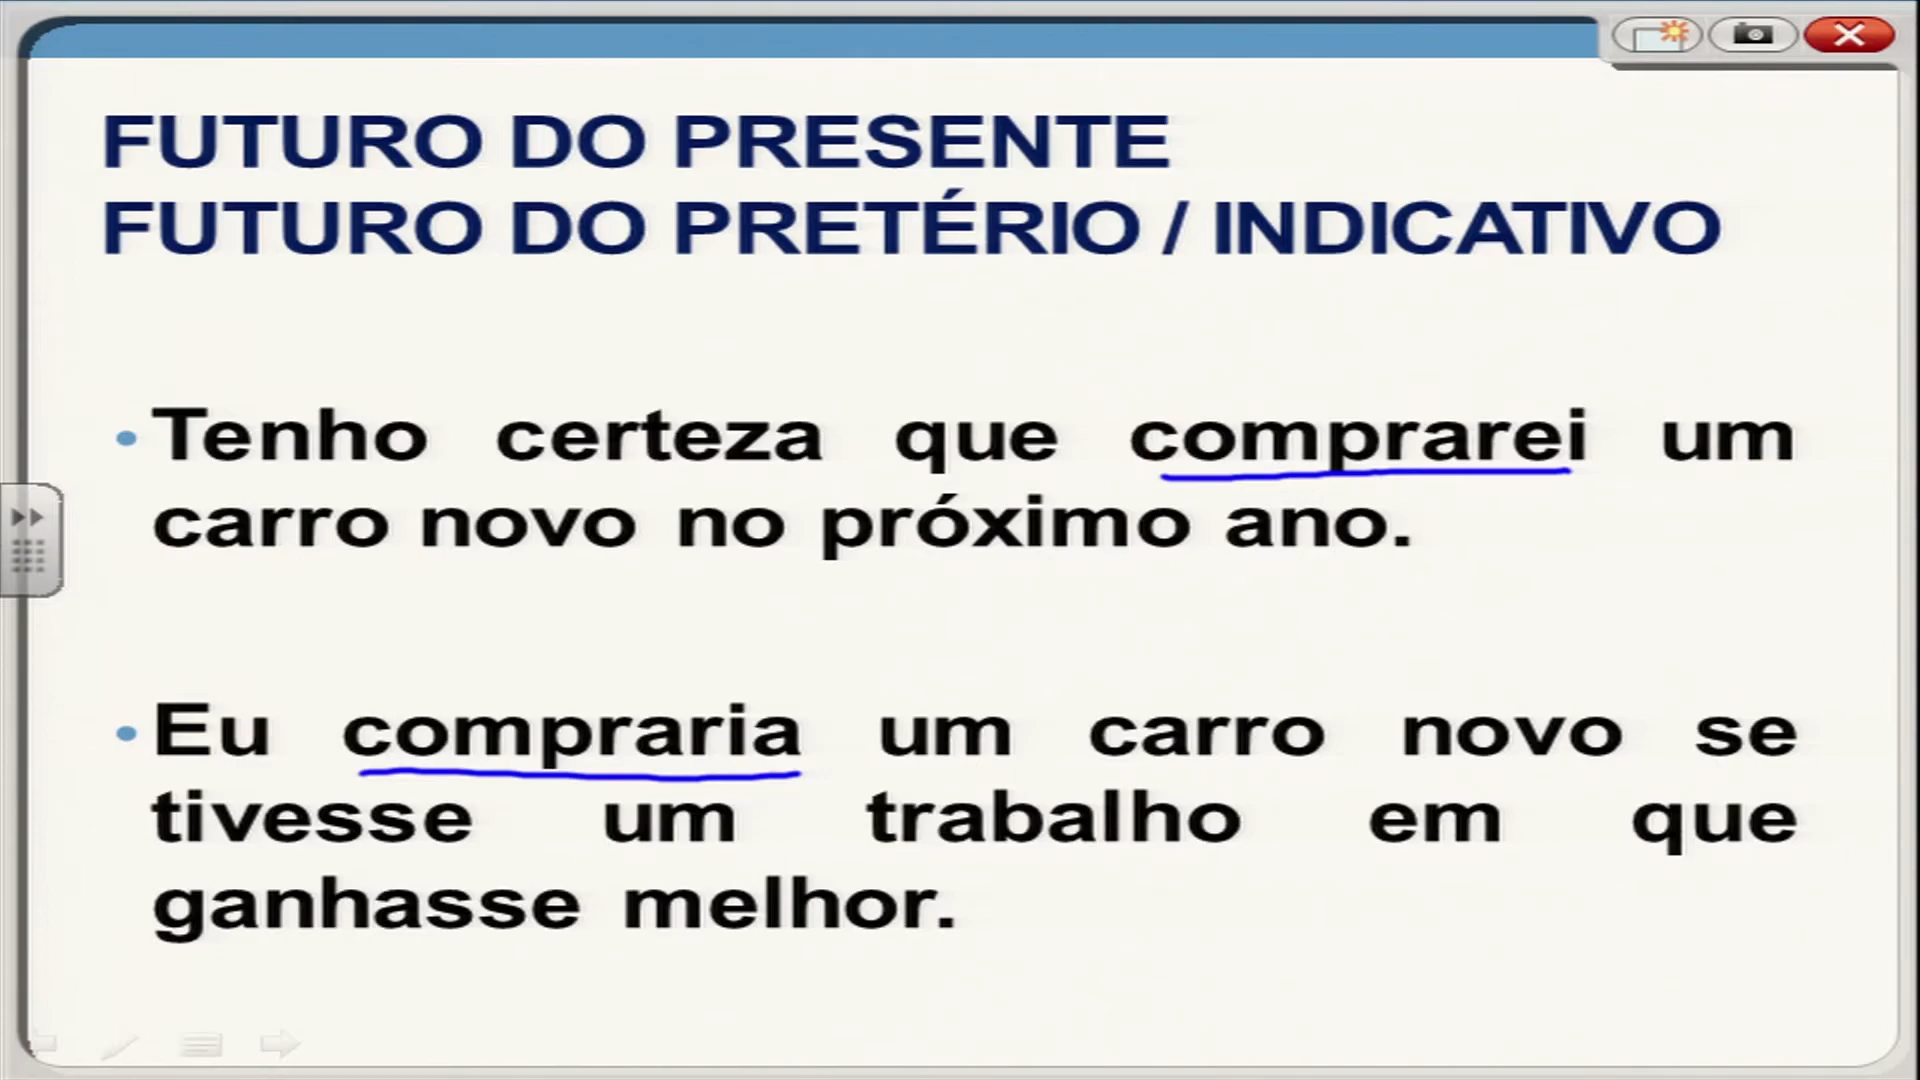 FUTURO DO PRESENTE
FUTURO DO PRETÉRIO / INDICATIVO
• Tenho certeza que comprarei um
carro novo no próximo ano.
• Eu compraria um carro novo se
tivesse um trabalho em que
ganhasse melhor.